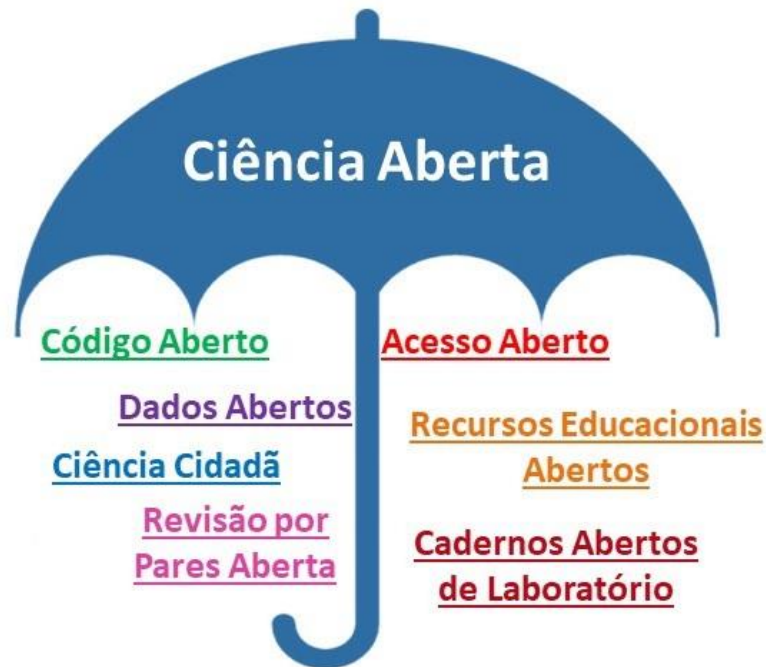 Ciência Aberta
Código Aberto
Acesso Aberto
Dados Abertos
Recursos Educacionais
Abertos
Ciência Cidadã
Revisão por
Pares Aberta
Cadernos Abertos
de Laboratório